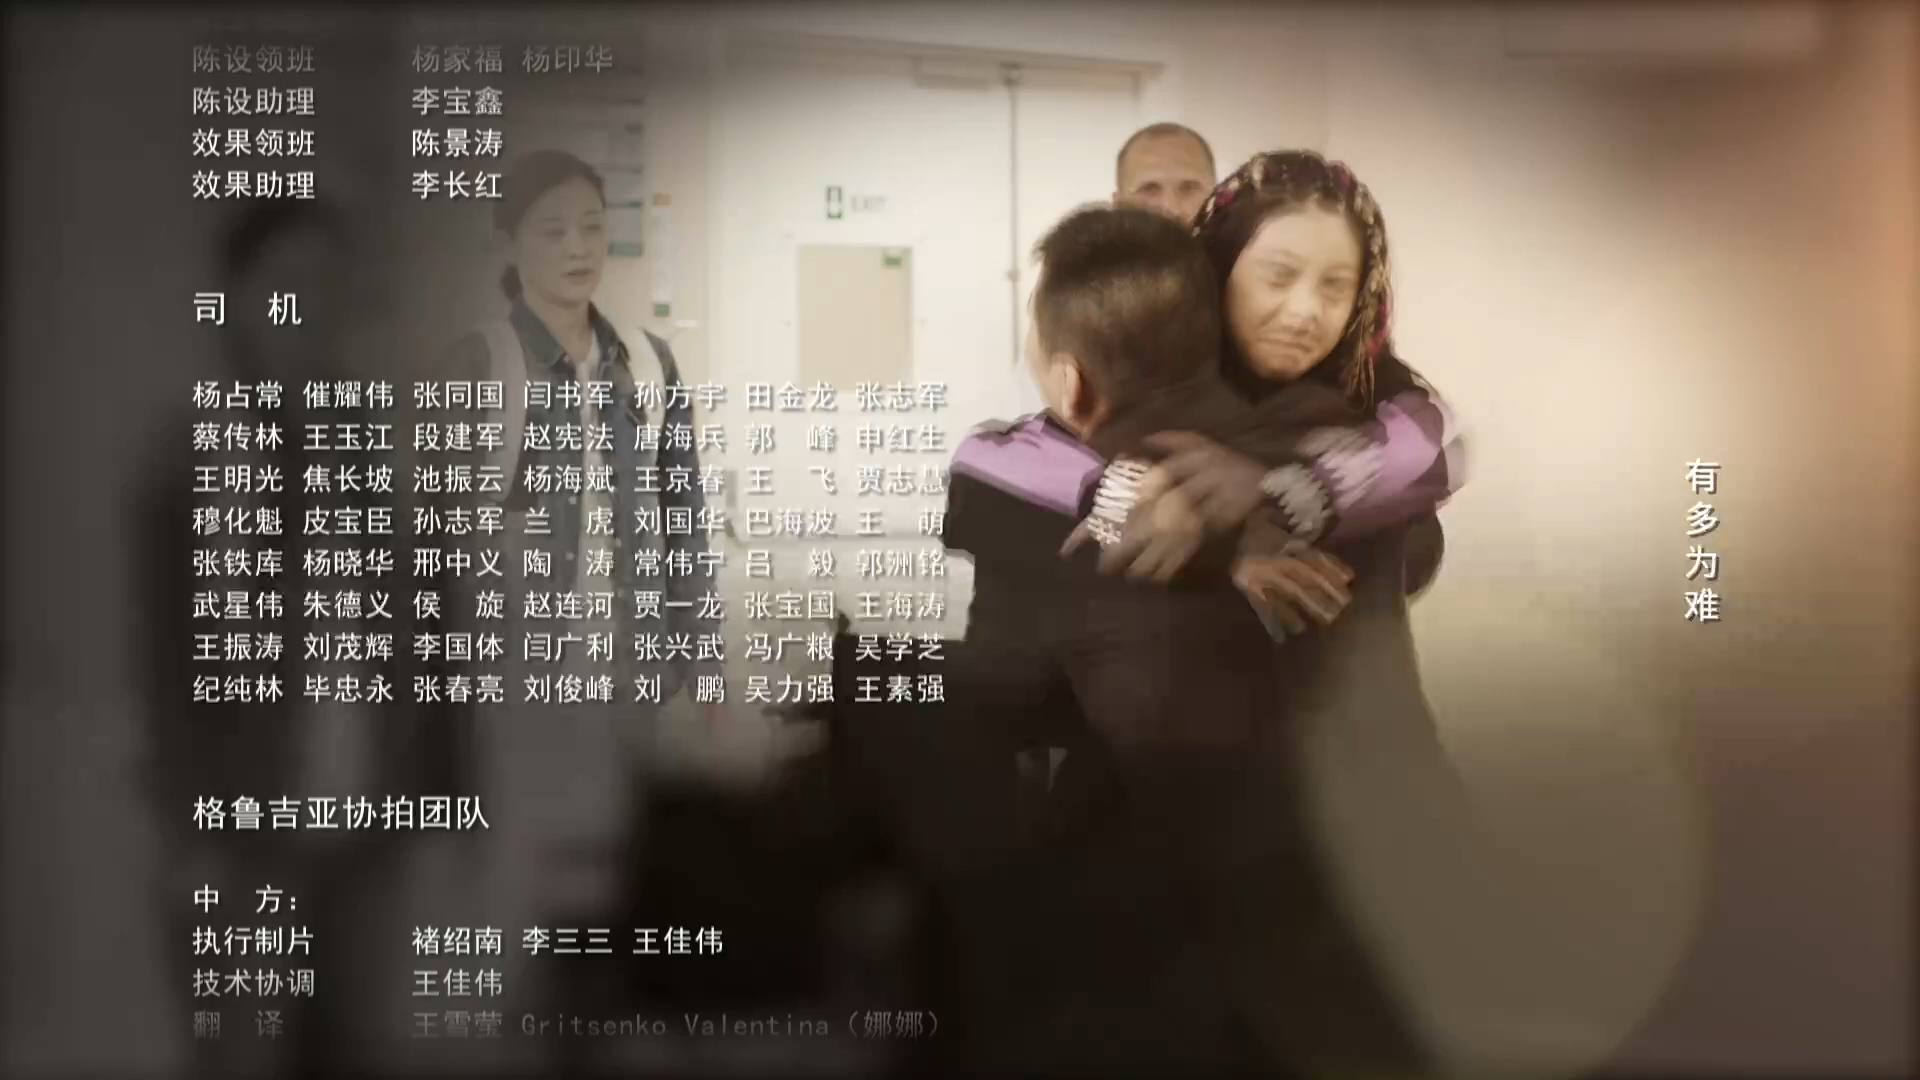 陈设领班 杨家福 杨印华
陈设助理 李宝鑫
效果领班 陈景涛
效果助理 李长红
EXIT
司 机
杨占常 催耀伟 张同国 闫书军 孙方宇 田金龙 张志军
蔡传林 王玉江 段建军 赵宪法 唐海兵 郭 峰 申红生
王明光 焦长坡 池振云 杨海斌 王京春 王 飞 贾志慧
穆化魁 皮宝臣 孙志军 兰 虎 刘国华 巴海波 王 萌
张铁库 杨晓华 邢中义 陶 涛 常伟宁 吕 毅 郭洲铭
武星伟 朱德义 侯 旋 赵连河 贾一龙 张宝国 王海涛
王振涛 刘茂辉 李国体 闫广利 张兴武 冯广粮 吴学芝
纪纯林 毕忠永 张春亮 刘俊峰 刘 鹏 吴力强 王素强
格鲁吉亚协拍团队
中 方：
执行制片 褚绍南 李三三 王佳伟
技术协调 王佳伟
翻 译 王雪莹 Gritsenko Valentina（娜娜）
有多为难